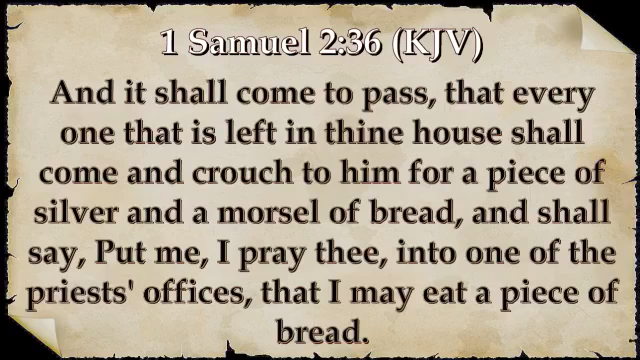 1 Samuel 2:36 (KJV)
And it shall come to pass, that every
one that is left in thine house shall
come and crouch to him for a piece of
silver and a morsel of bread, and shall
say, Put me, I pray thee, into one of the
priests' offices, that I may eat a piece of
bread.